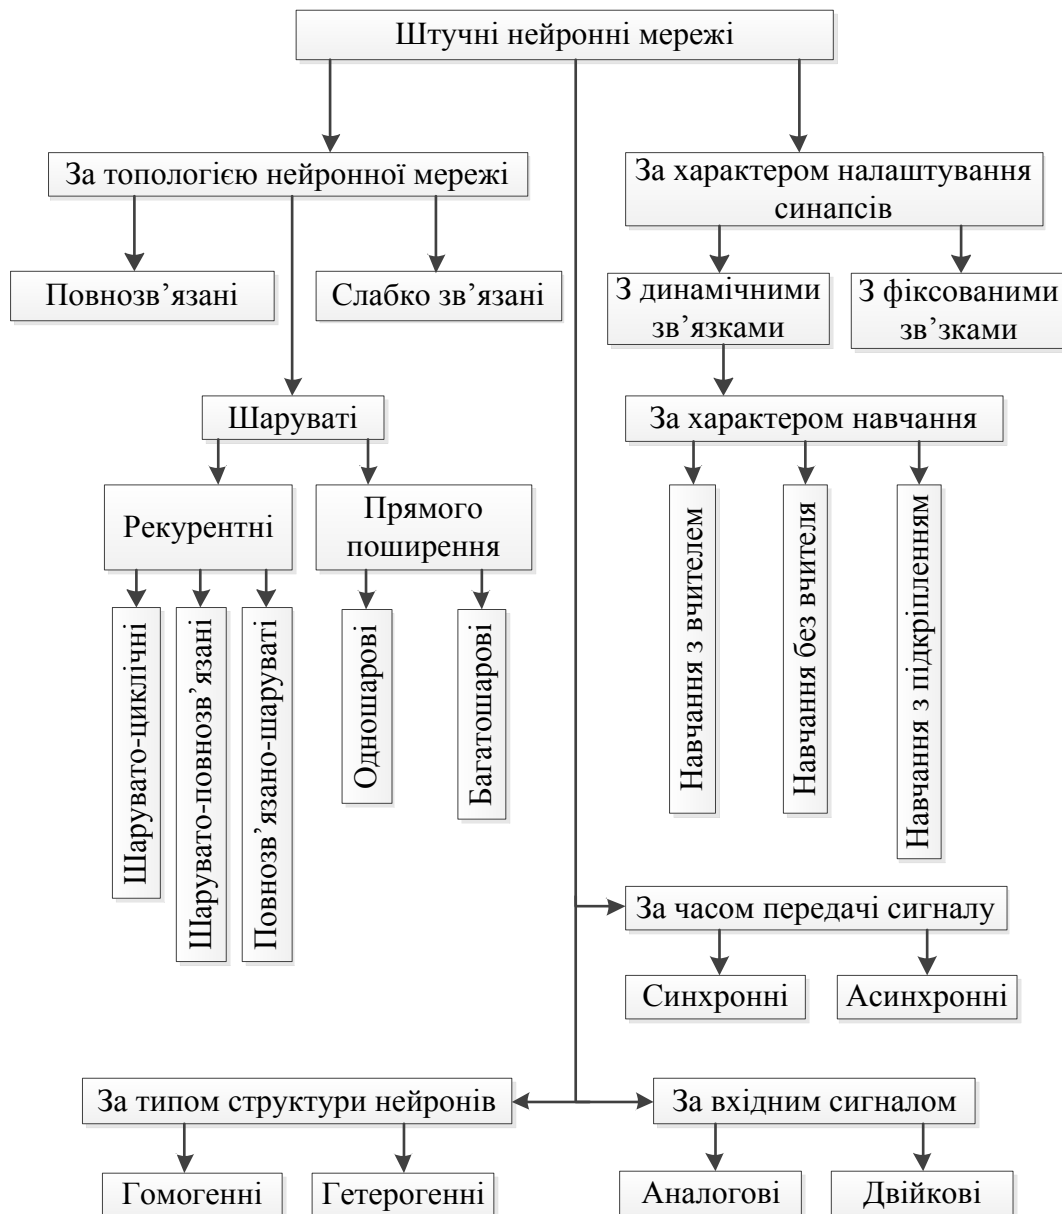 Штучні нейронні мережі
За топологією нейронної мережі
За характером налаштування
синапсів
Повнозв’язані
Слабко зв’язані
З динамічними
зв’язками
З фіксованими
зв’зками
Шаруваті
За характером навчання
Рекурентні
Прямого
поширення
Шарувато-циклічні
Шарувато-повнозв’язані
Повнозв’язано-шаруваті
Одношарові
Багатошарові
Навчання з вчителем
Навчання без вчителя
Навчання з підкріпленням
За часом передачі сигналу
Синхронні
Асинхронні
За типом структури нейронів
За вхідним сигналом
Гомогенні
Гетерогенні
Аналогові
Двійкові